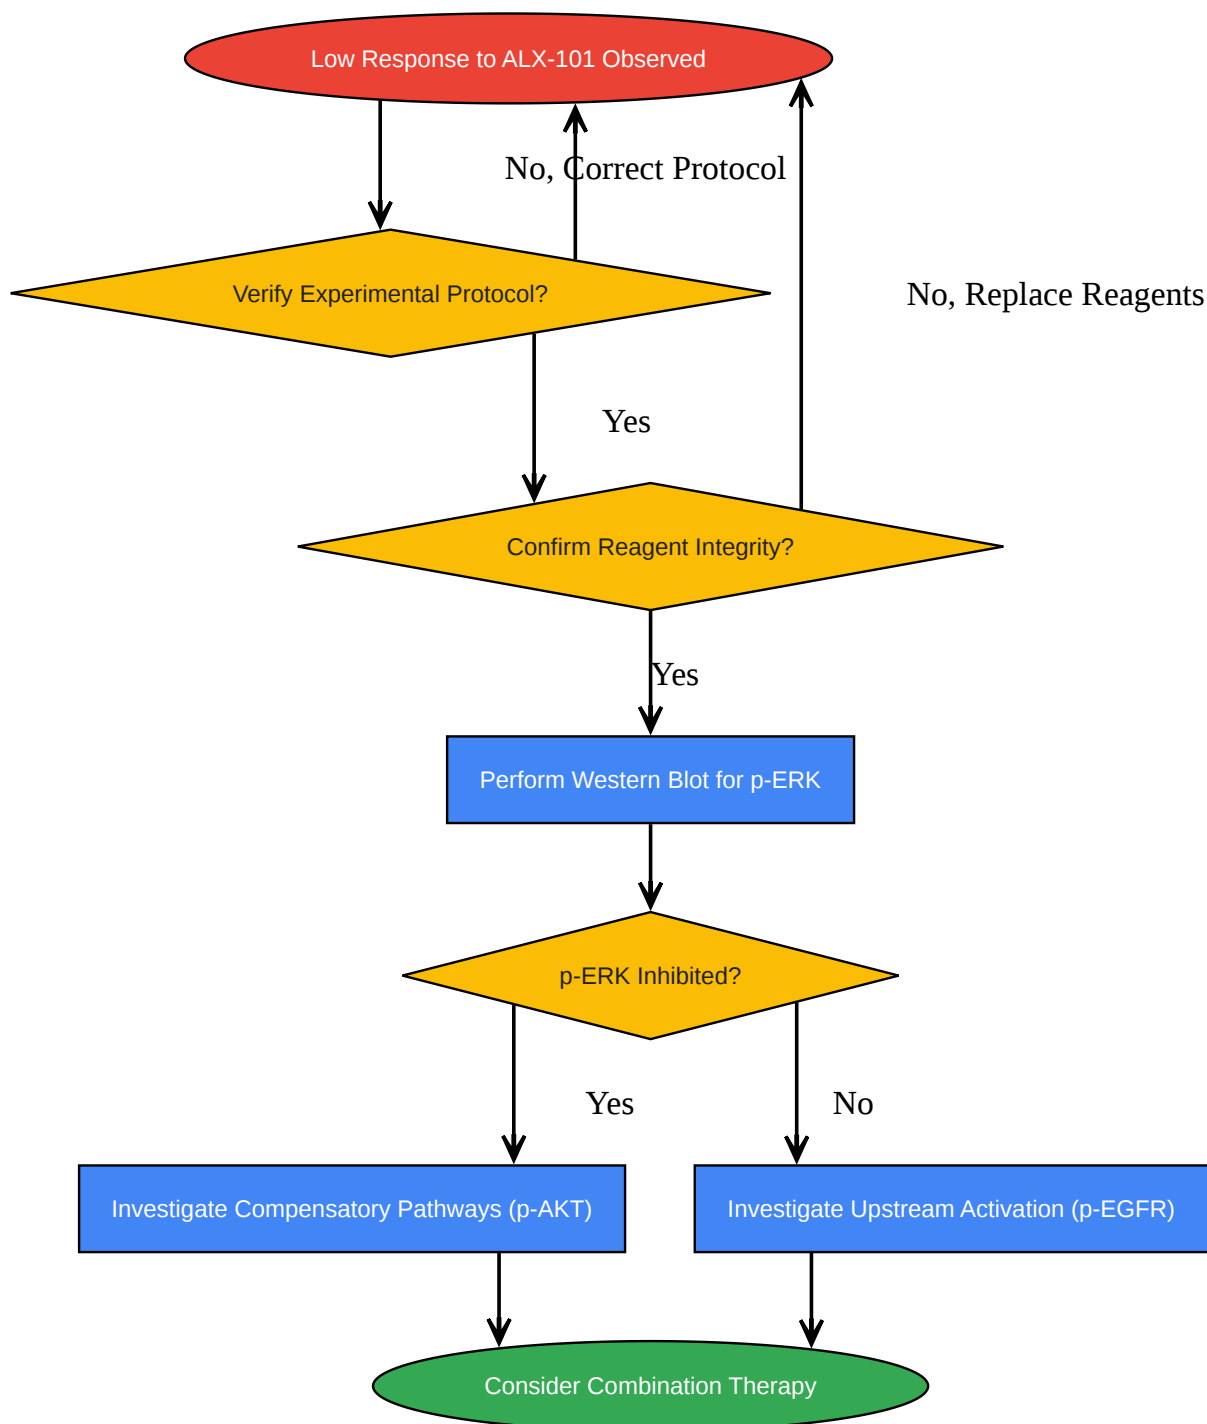 Low Response to ALX-101 Observed
No, Correct Protocol
Verify Experimental Protocol?
No, Replace Reagents
Yes
Confirm Reagent Integrity?
Yes
Perform Western Blot for p-ERK
p-ERK Inhibited?
Yes
No
Investigate Compensatory Pathways (p-AKT)
Investigate Upstream Activation (p-EGFR)
Consider Combination Therapy